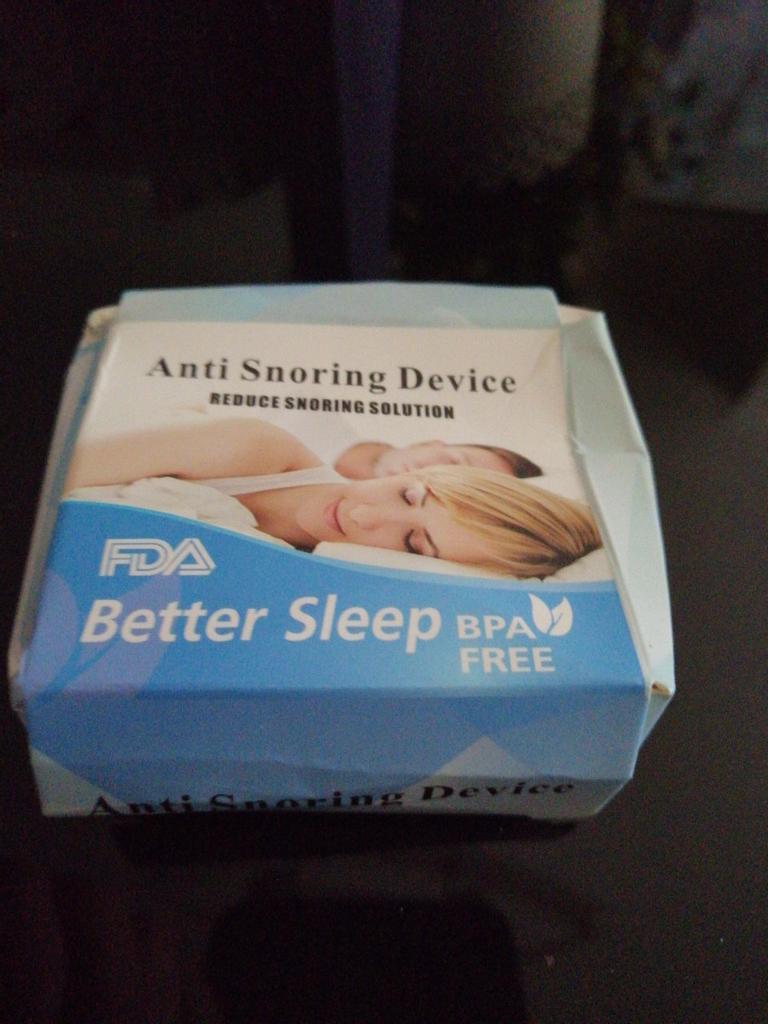 Anti Snoring Device
REDUCE SNORING SOLUTION
FDA
Better Sleep
BPA
FREE
Anti Snoring Device